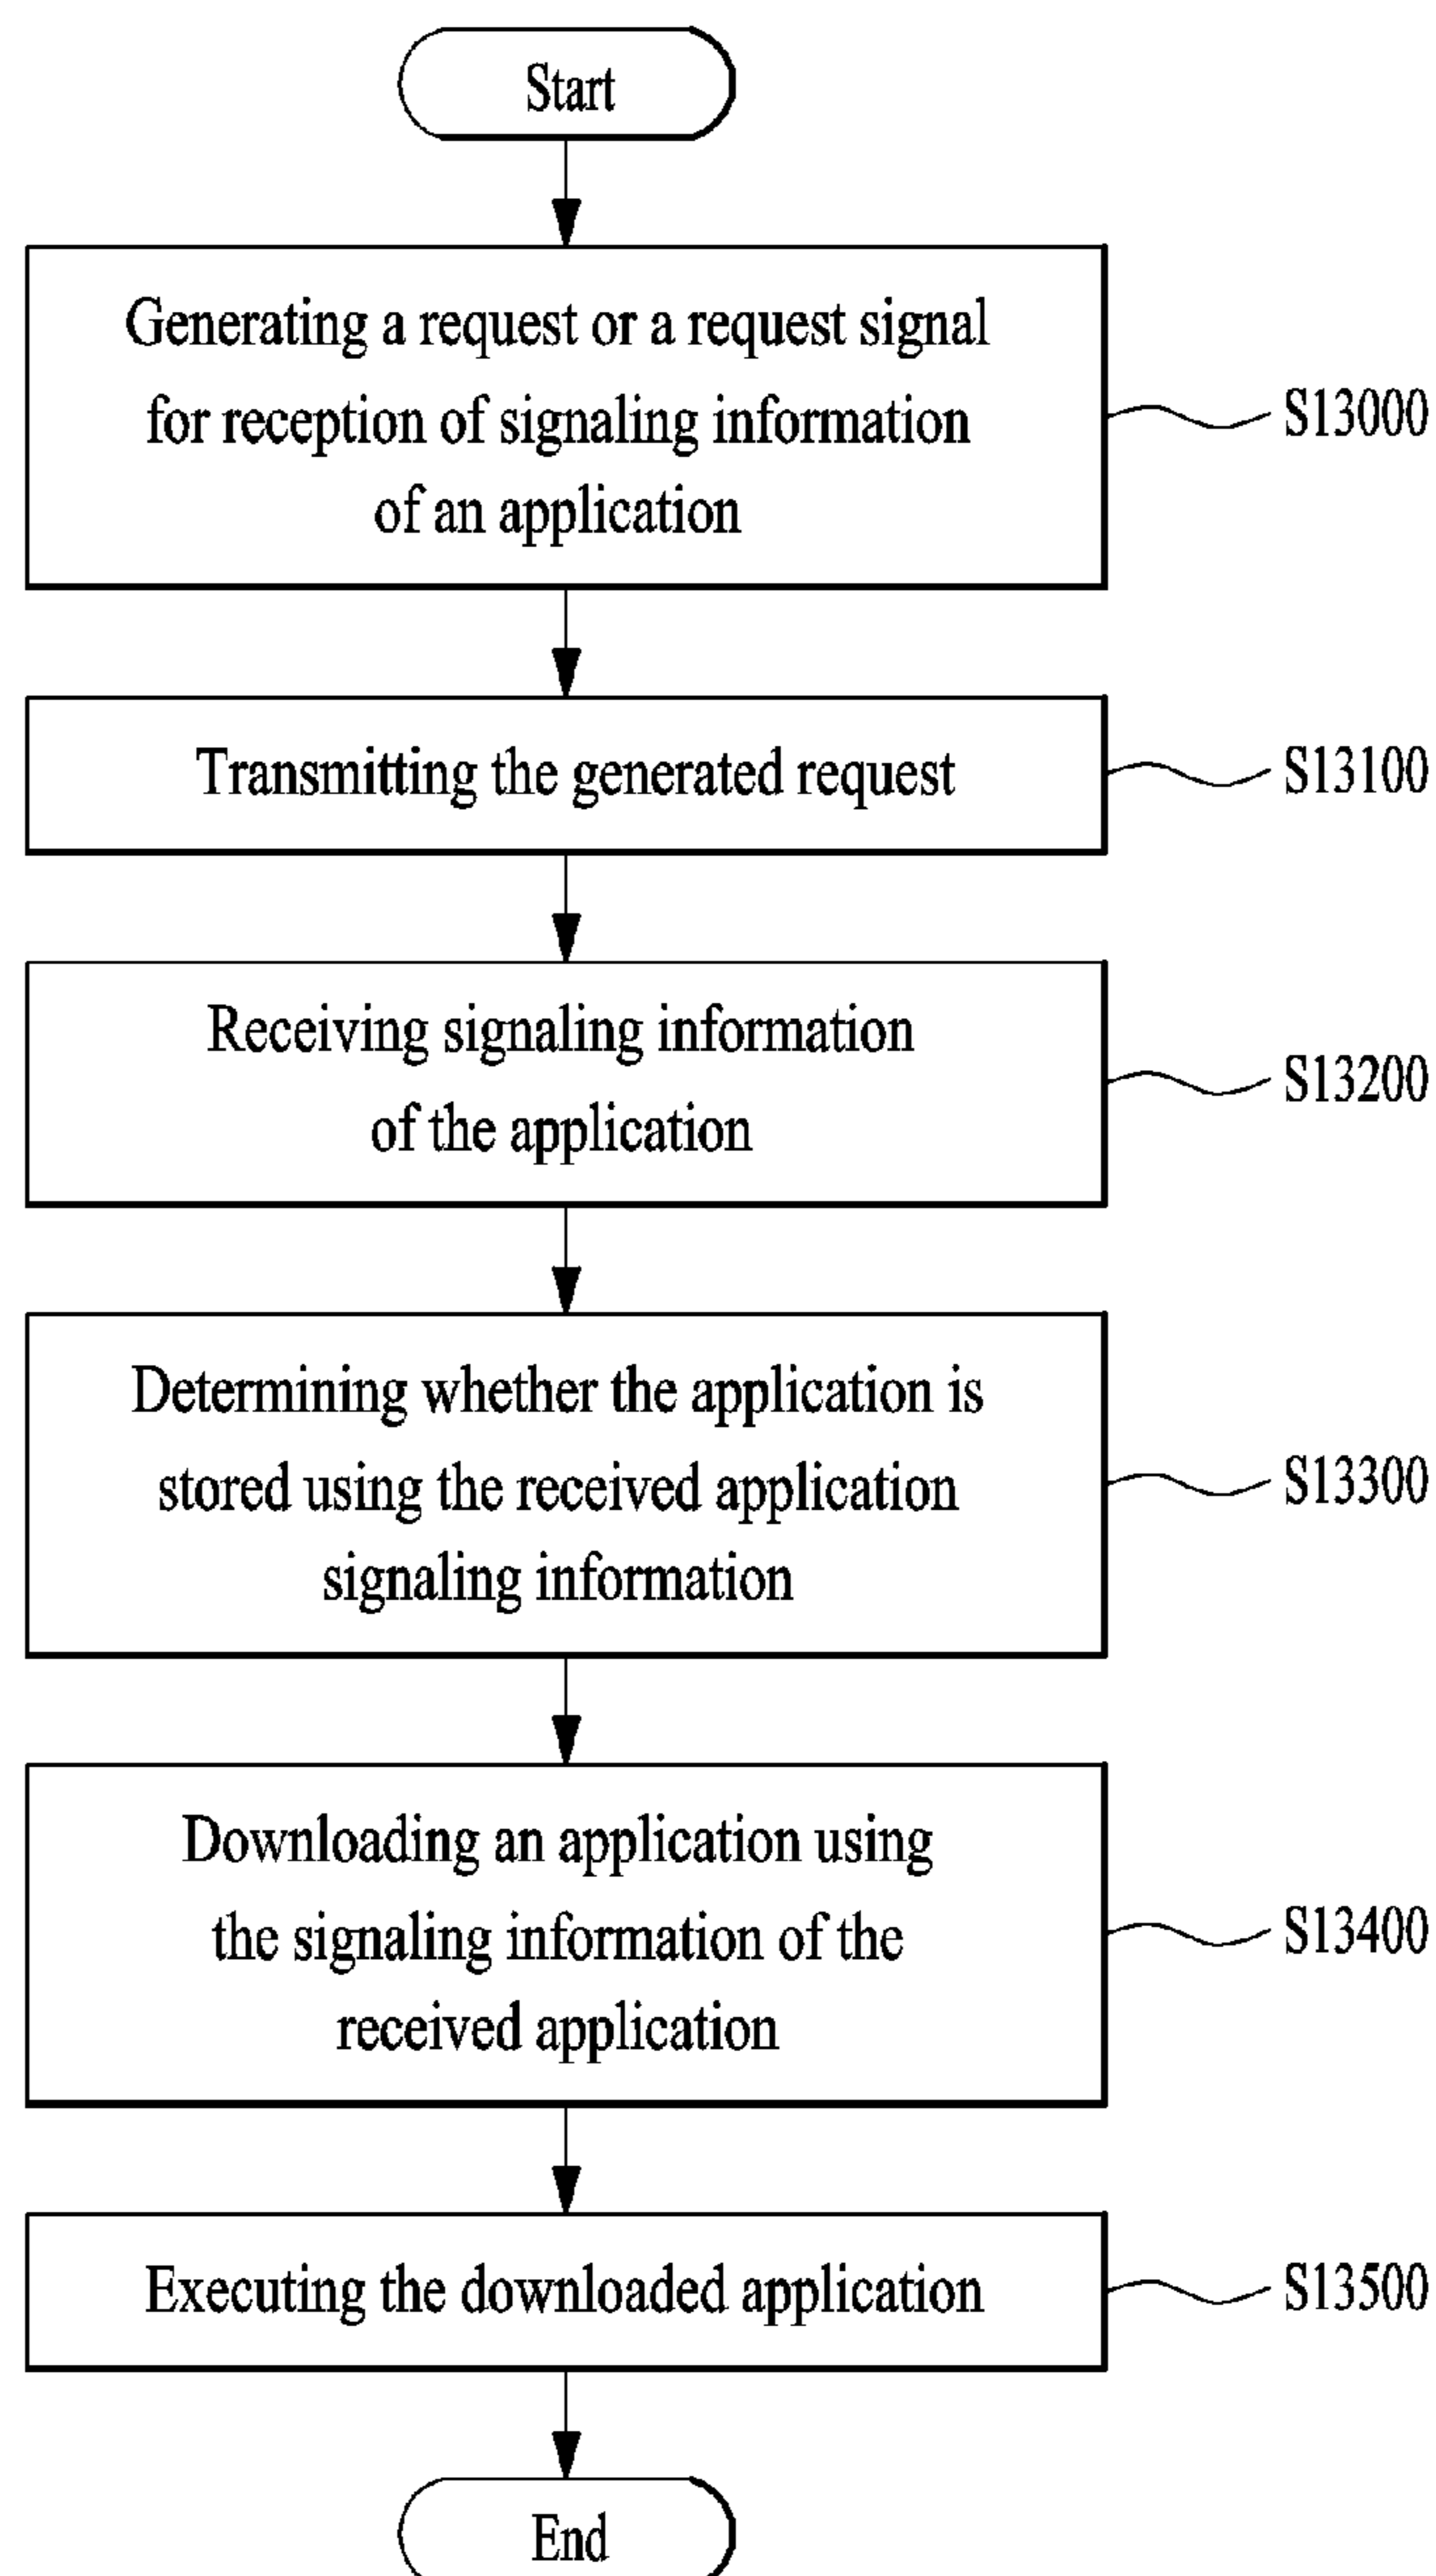 Start
Generating a request or a request signal
for reception of signaling information
of an application
S13000
Transmitting the generated request
S13100
Receiving signaling information
of the application
S13200
Determining whether the application is
stored using the received application
signaling information
S13300
Downloading an application using
the signaling information of the
received application
S13400
Executing the downloaded application
S13500
End